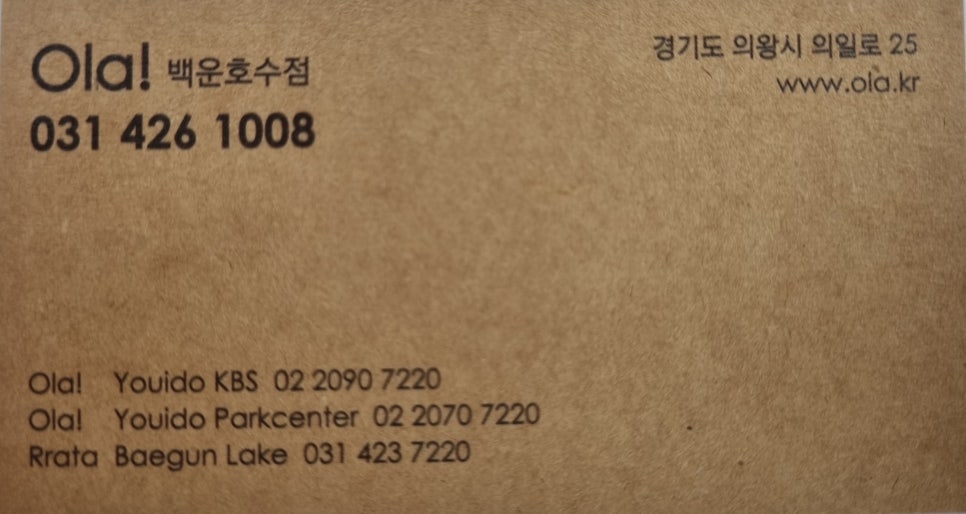 Ola! 백운호수점
031 426 1008
경기도 의왕시 의일로 25
www.ola.kr
Ola! Youido KBS 02 2090 7220
Ola! Youido Parkcenter 02 2070 7220
Rrata Baegun Lake 031 423 7220